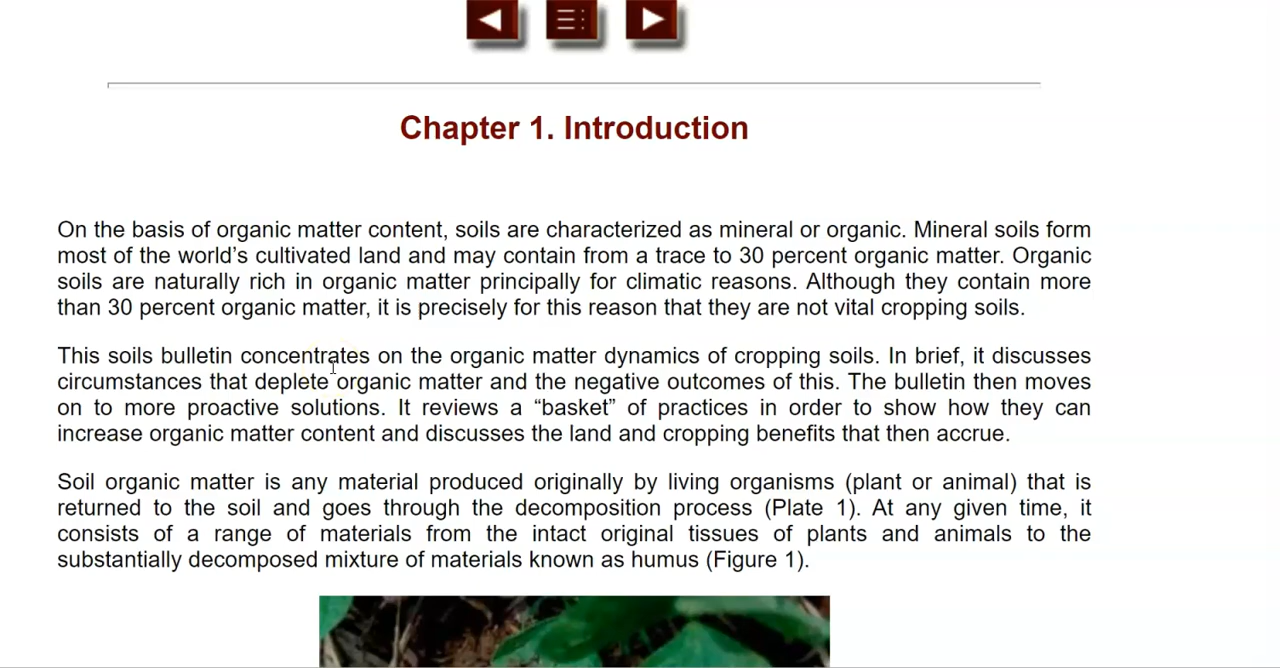 Chapter 1. Introduction
On the basis of organic matter content, soils are characterized as mineral or organic. Mineral soils form
most of the world’s cultivated land and may contain from a trace to 30 percent organic matter. Organic
soils are naturally rich in organic matter principally for climatic reasons. Although they contain more
than 30 percent organic matter, it is precisely for this reason that they are not vital cropping soils.
This soils bulletin concentrates on the organic matter dynamics of cropping soils. In brief, it discusses
circumstances that deplete organic matter and the negative outcomes of this. The bulletin then moves
on to more proactive solutions. It reviews a “basket” of practices in order to show how they can
increase organic matter content and discusses the land and cropping benefits that then accrue.
Soil organic matter is any material produced originally by living organisms (plant or animal) that is
returned to the soil and goes through the decomposition process (Plate 1). At any given time, it
consists of a range of materials from the intact original tissues of plants and animals to the
substantially decomposed mixture of materials known as humus (Figure 1).